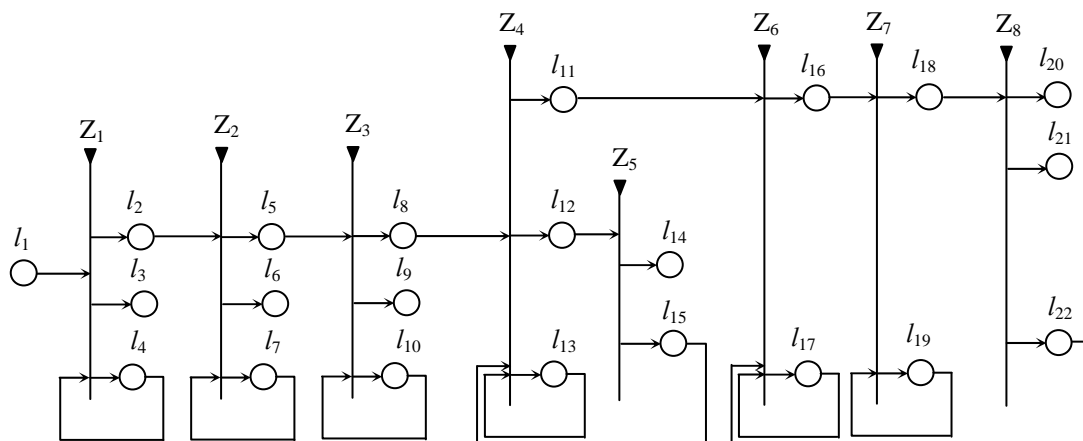 Z₄ Z₆ Z₇ Z₈
l₁₁ l₁₆ l₁₈ l₂₀
Z₁ Z₂ Z₃
l₂₁
Z₅
l₂ l₅ l₈ l₁₂
l₁ l₁₄
l₃ l₆ l₉
l₁₅ l₂₂
l₄ l₇ l₁₀ l₁₃ l₁₇ l₁₉